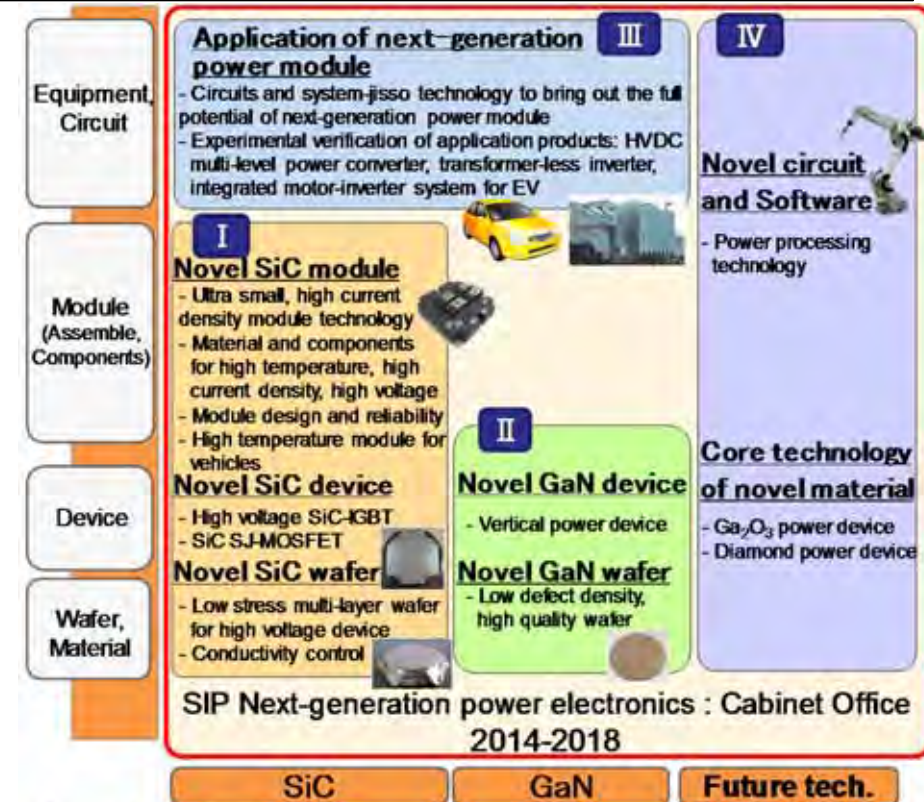 Equipment,
Circuit
Module
(Assemble,
Components)
Device
Wafer,
Material
Application of next-generation
power module
III
- Circuits and system-jisso technology to bring out the full
potential of next-generation power module
- Experimental verification of application products: HVDC
multi-level power converter, transformer-less inverter,
integrated motor-inverter system for EV
I
Novel SiC module
- Ultra small, high current
density module technology
- Material and components
for high temperature, high
current density, high voltage
- Module design and reliability
- High temperature module for
vehicles
Novel SiC device
- High voltage SiC-IGBT
- SiC SJ-MOSFET
Novel SiC wafer
- Low stress multi-layer wafer
for high voltage device
- Conductivity control
II
Novel GaN device
- Vertical power device
Novel GaN wafer
- Low defect density,
high quality wafer
IV
Novel circuit
and Software
- Power processing
technology
Core technology
of novel material
- Ga₂O₃ power device
- Diamond power device
SIP Next-generation power electronics : Cabinet Office
2014-2018
SiC
GaN
Future tech.